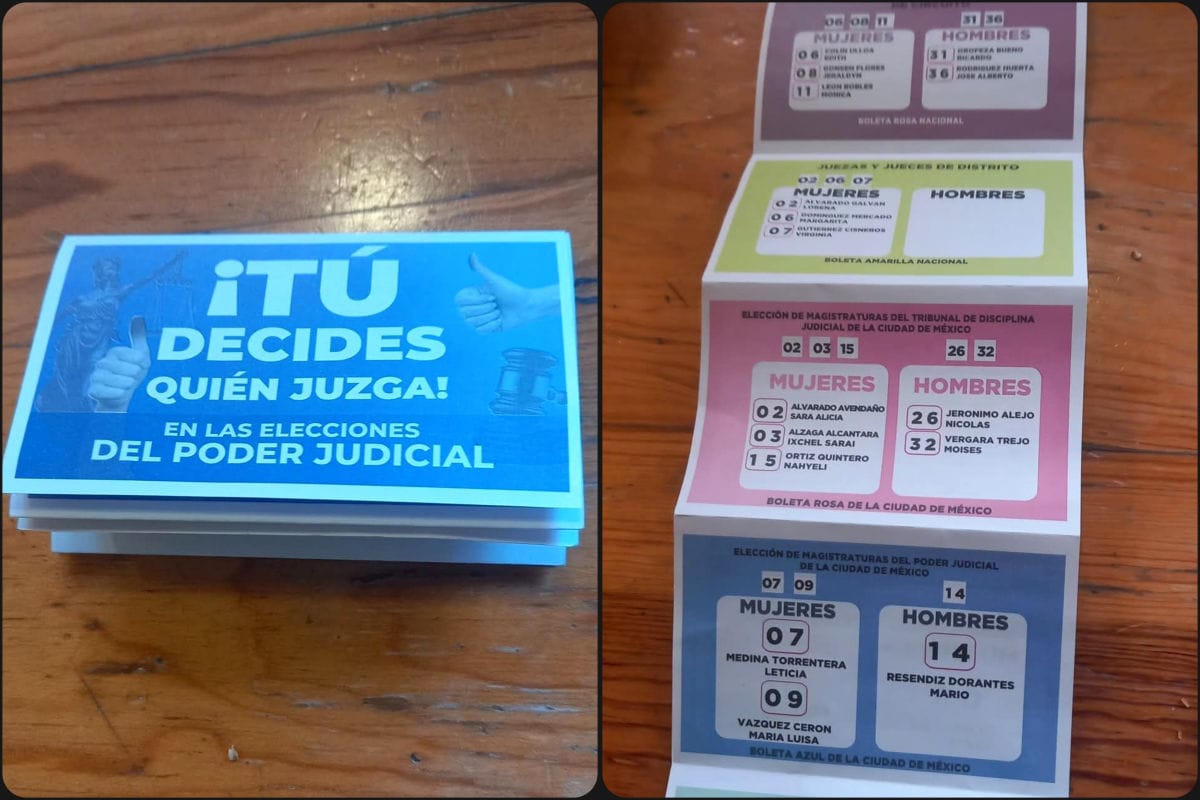 ¡TÚ
DECIDES
QUIÉN JUZGA!
EN LAS ELECCIONES
DEL PODER JUDICIAL
DE CIRCUITO
06 08 11
31 36
MUJERES
HOMBRES
06 COLIN ULLOA
EDITH
08
JERALDYN
11 LEON ROBLES
MONICA
31 OROPEZA BUENO
RICARDO
36 RODRIGUEZ HUERTA
JOSE ALBERTO
BOLETA ROSA NACIONAL
JUEZAS Y JUECES DE DISTRITO
02 06 07
MUJERES
HOMBRES
02 ALVARADO GALVAN
LORENA
06 DOMINGUEZ MERCADO
MARGARITA
07 GUTIERREZ CISNEROS
VIRGINIA
BOLETA AMARILLA NACIONAL
ELECCIÓN DE MAGISTRATURAS DEL TRIBUNAL DE DISCIPLINA
JUDICIAL DE LA CIUDAD DE MÉXICO
02 03 15
26 32
MUJERES
HOMBRES
02 ALVARADO AVENDAÑO
SARA ALICIA
03 ALZAGA ALCANTARA
IXCHEL SARAI
15 ORTIZ QUINTERO
NAHYELI
26 JERONIMO ALEJO
NICOLAS
32 VERGARA TREJO
MOISES
BOLETA ROSA DE LA CIUDAD DE MÉXICO
ELECCIÓN DE MAGISTRATURAS DEL PODER JUDICIAL
DE LA CIUDAD DE MÉXICO
07 09
14
MUJERES
HOMBRES
07
MEDINA TORRENTERA
LETICIA
09
VAZQUEZ CERON
MARIA LUISA
14
RESENDIZ DORANTES
MARIO
BOLETA AZUL DE LA CIUDAD DE MÉXICO